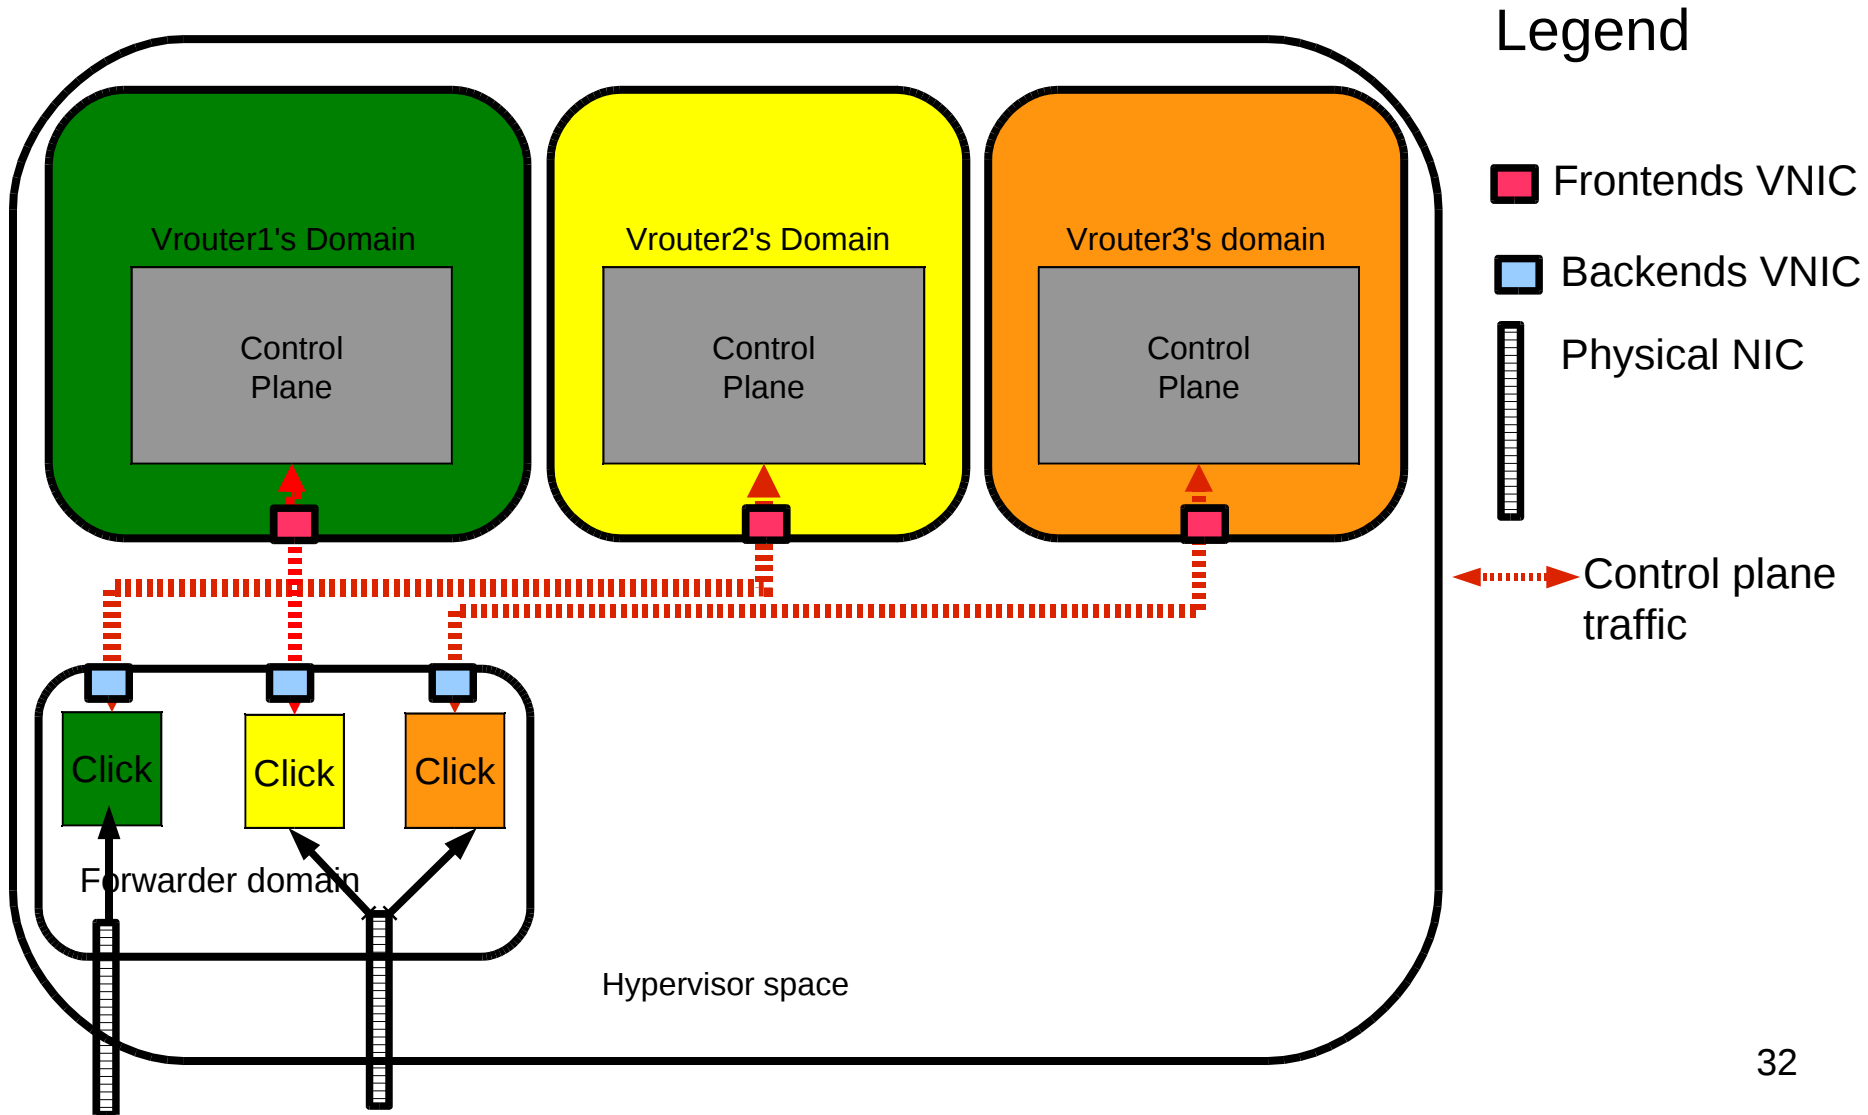 Legend
Frontends VNIC
Backends VNIC
Physical NIC
Control plane
traffic
Vrouter1's Domain
Control
Plane
Vrouter2's Domain
Control
Plane
Vrouter3's domain
Control
Plane
Click
Click
Click
Forwarder domain
Hypervisor space
32